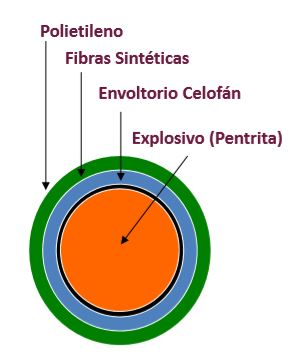 Polietileno
Fibras Sintéticas
Envoltorio Celofán
Explosivo (Pentrita)